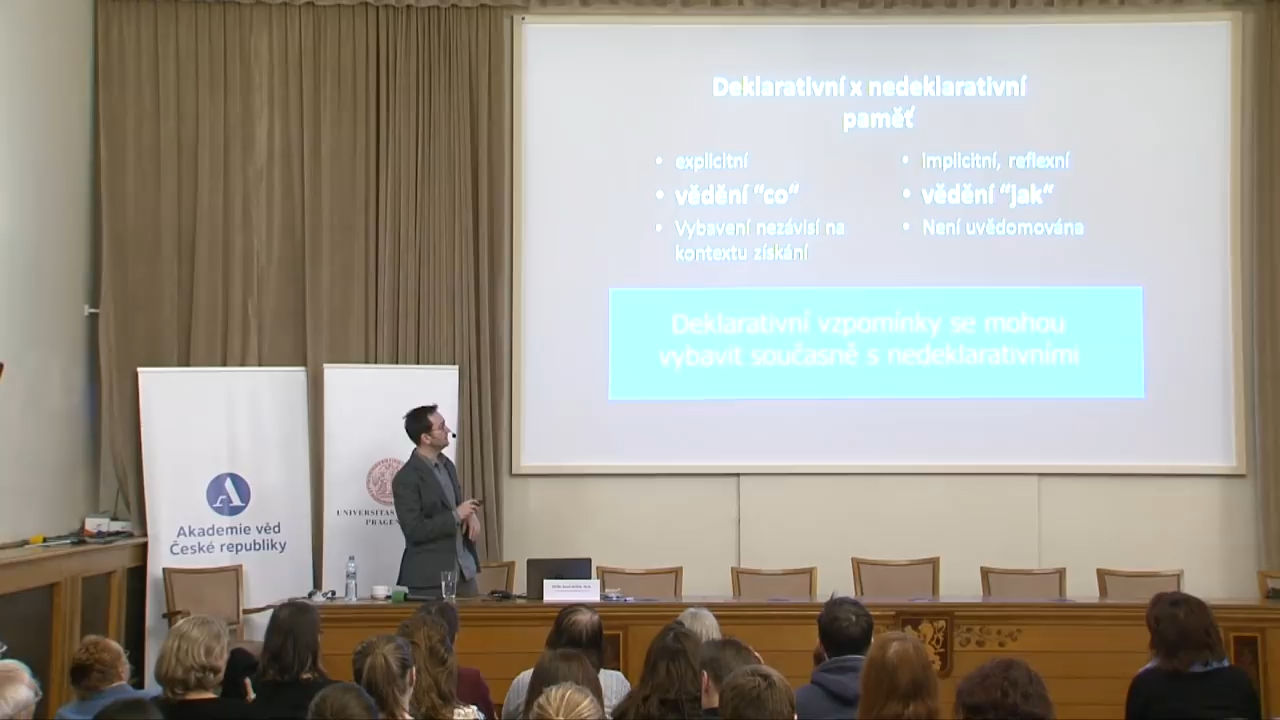 Deklarativní x nedeklarativní
paměť
• explicitní
• vědění “co“
• Vybavení nezávisí na
kontextu získání
• Implicitní, reflexní
• vědění “jak“
• Není uvědomována
Deklarativní vzpomínky se mohou
vybavit současně s nedeklarativními
Akademie věd
České republiky
UNIVERSITAS